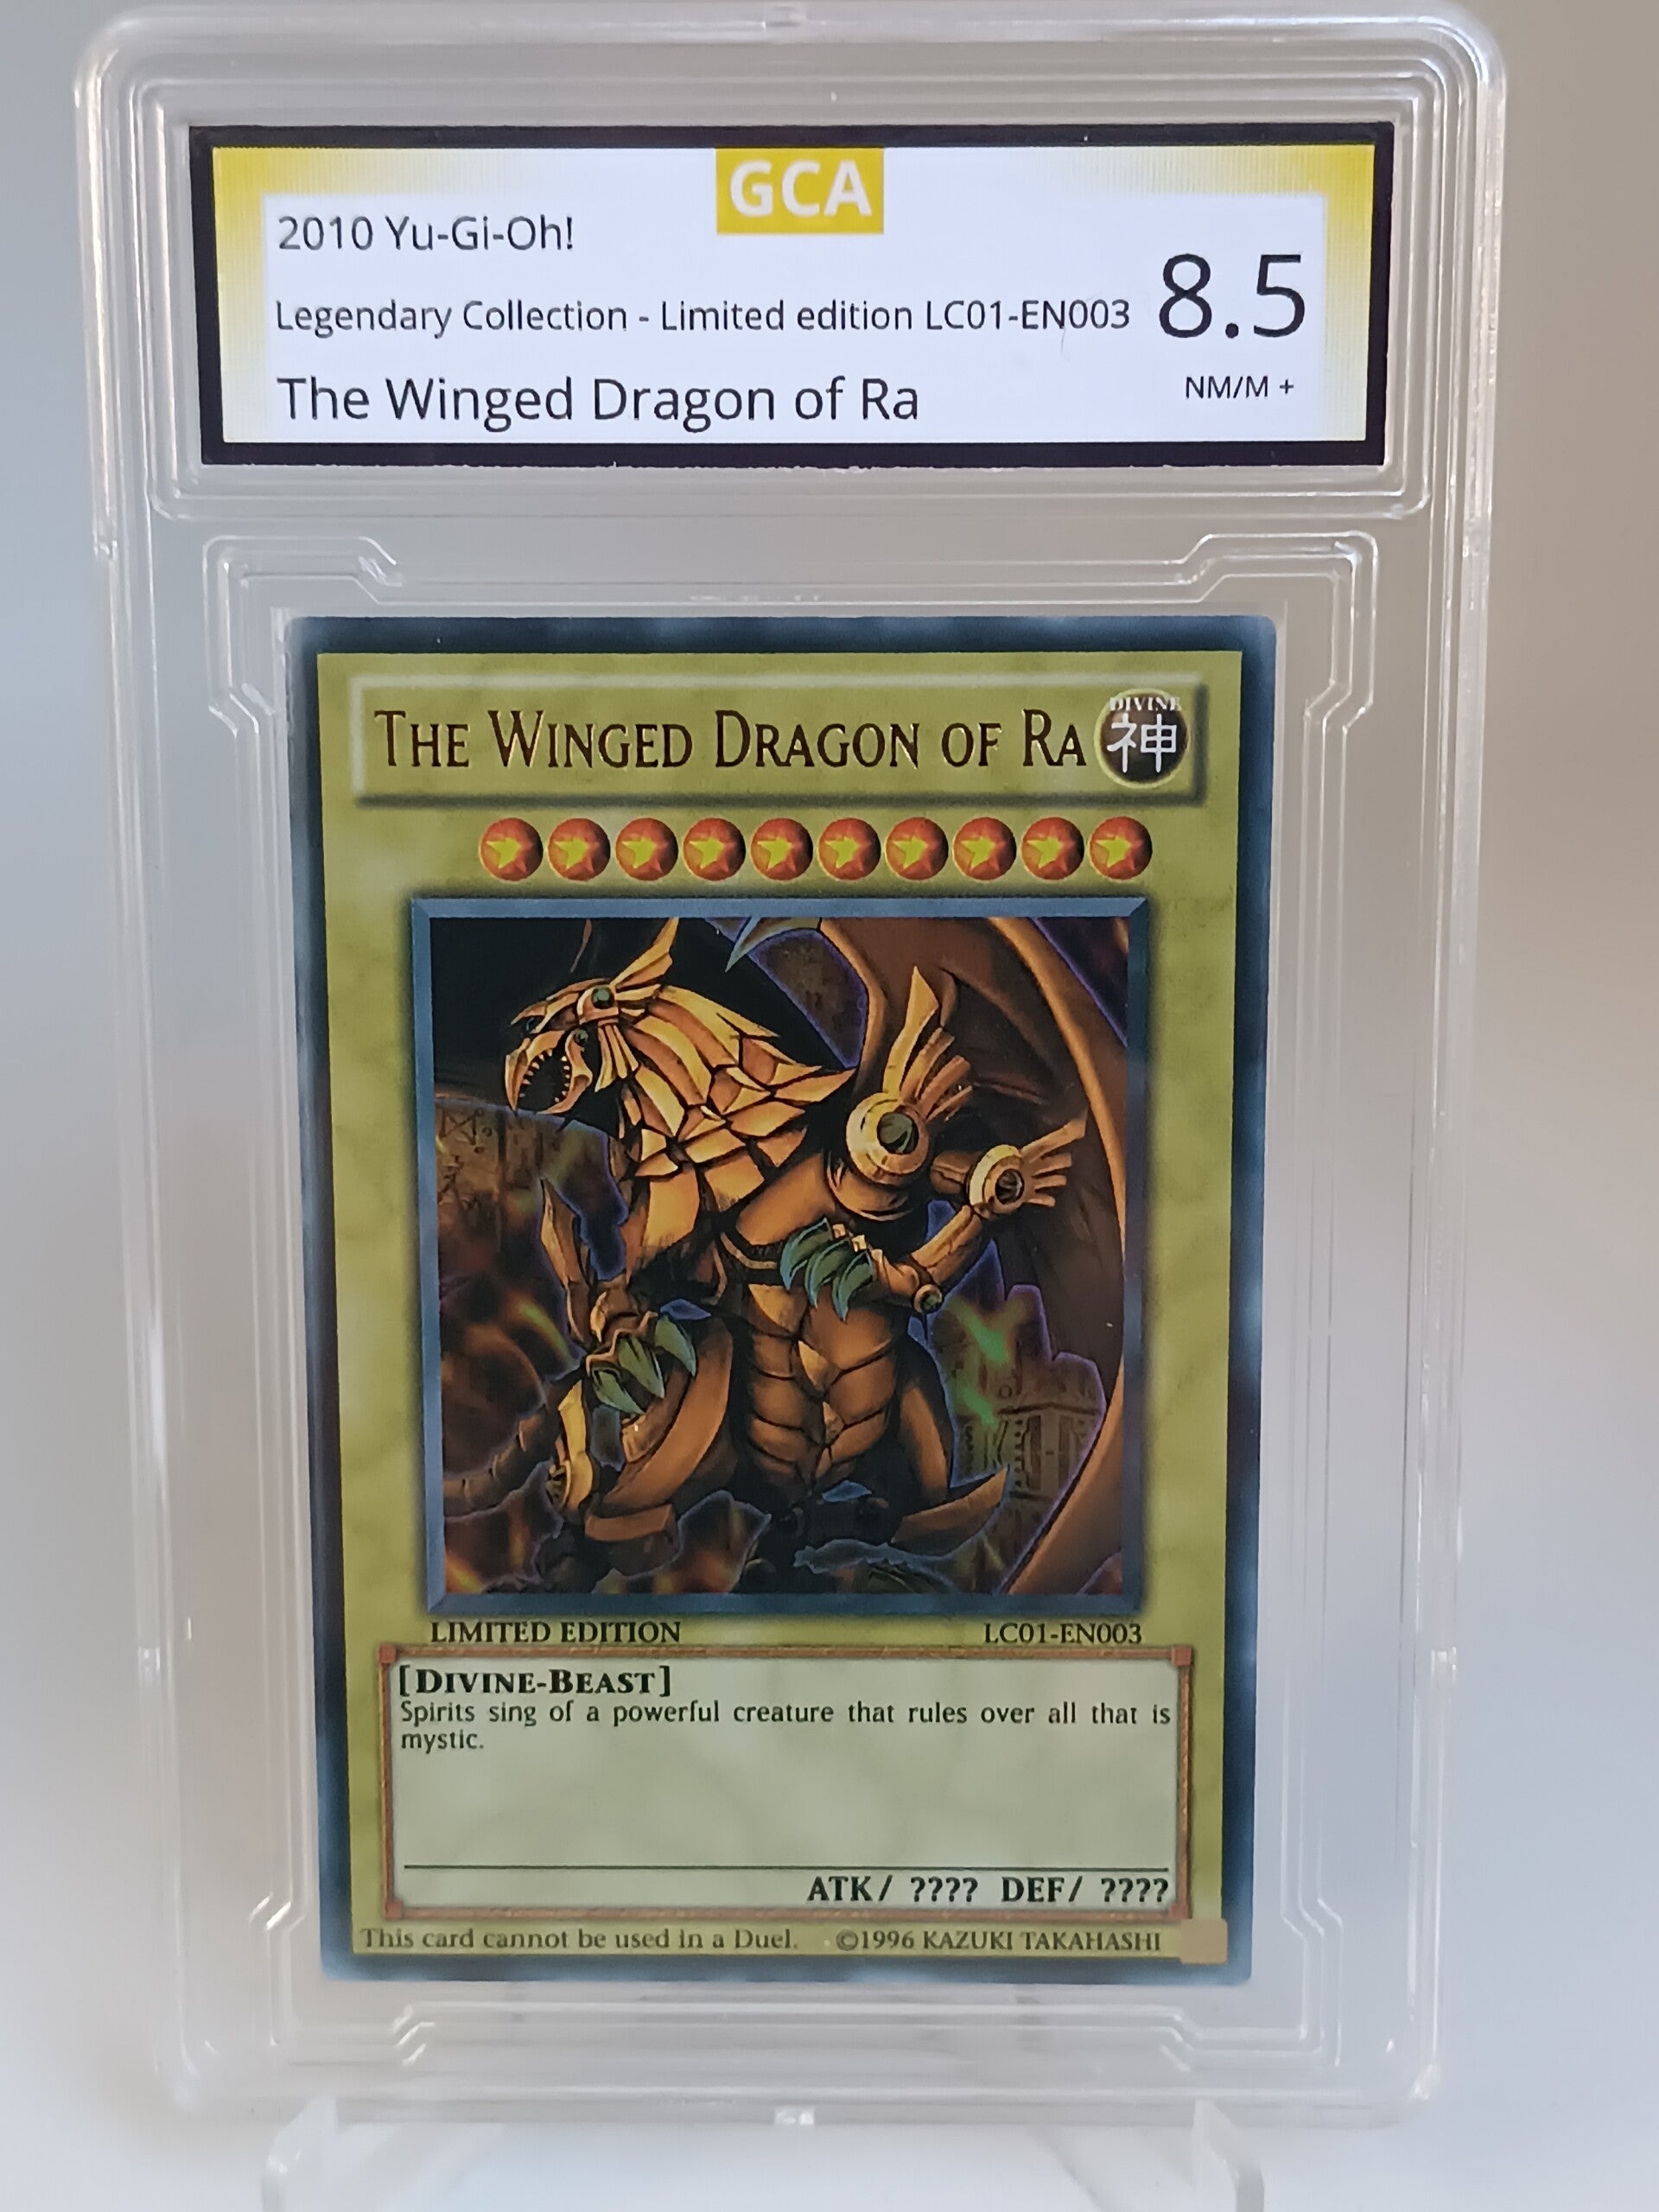 GCA
2010 Yu-Gi-Oh!
Legendary Collection - Limited edition LC01-EN003
8.5
The Winged Dragon of Ra
NM/M +
THE WINGED DRAGON OF RA
DIVINE
神
LIMITED EDITION
LC01-EN003
[DIVINE-BEAST]
Spirits sing of a powerful creature that rules over all that is
mystic.
ATK/ ???? DEF/ ????
This card cannot be used in a Duel.
©1996 KAZUKI TAKAHASHI